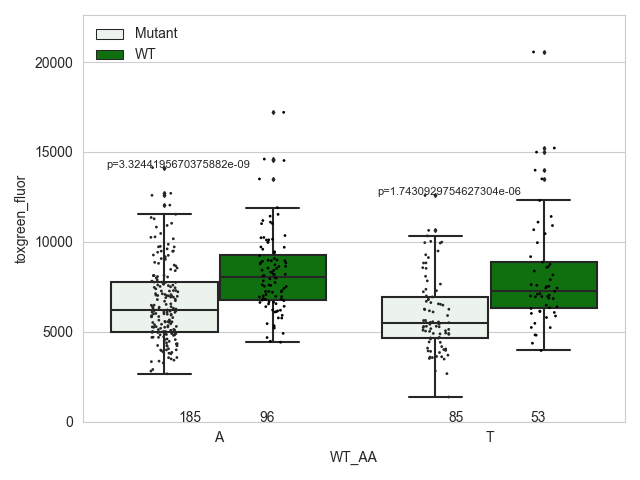 Mutant
WT
20000
15000
10000
5000
0
toxgreen_fluor
p=3.3244195670375882e-09
p=1.7430929754627304e-06
185
96
85
53
A
T
WT_AA